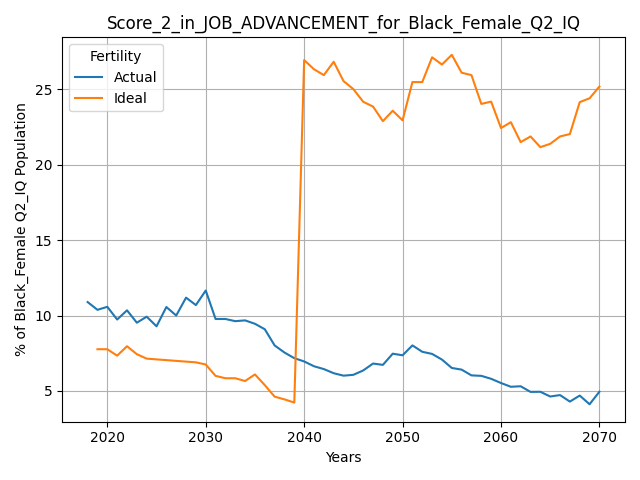 Score_2_in_JOB_ADVANCEMENT_for_Black_Female_Q2_IQ
Fertility
Actual
Ideal
% of Black_Female Q2_IQ Population
25
20
15
10
5
2020 2030 2040 2050 2060 2070
Years